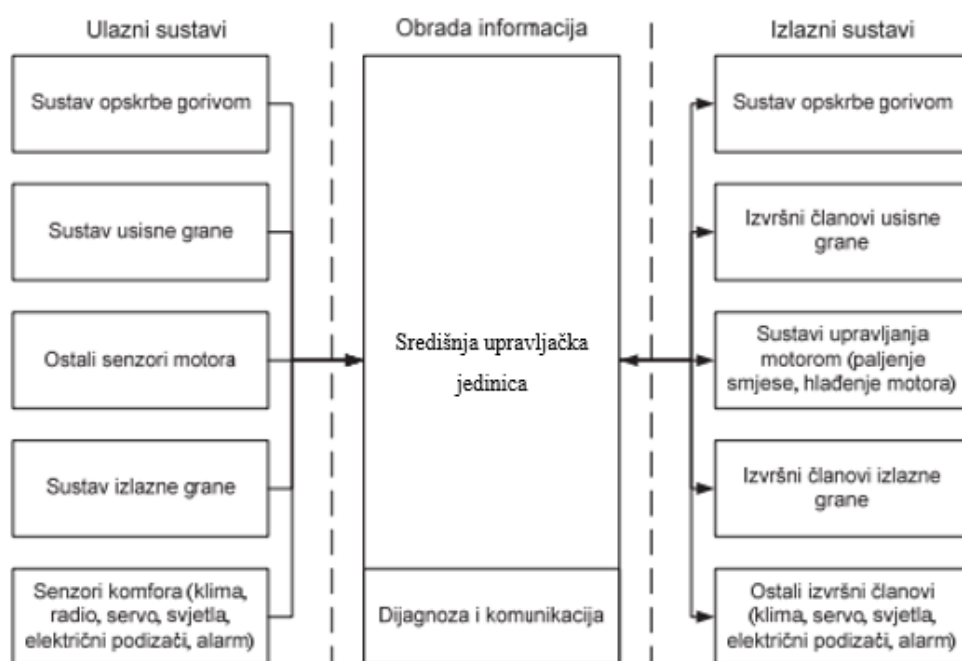 Ulazni sustavi
Sustav opskrbe gorivom
Sustav usisne grane
Ostali senzori motora
Sustav izlazne grane
Senzori komfora (klima,
radio, servo, svjetla,
električni podizači, alarm)
Obrada informacija
Središnja upravljačka
jedinica
Dijagnoza i komunikacija
Izlazni sustavi
Sustav opskrbe gorivom
Izvršni članovi usisne
grane
Sustavi upravljanja
motorom (paljenje
smjese, hlađenje motora)
Izvršni članovi izlazne
grane
Ostali izvršni članovi
(klima, servo, svjetla,
električni podizači, alarm)